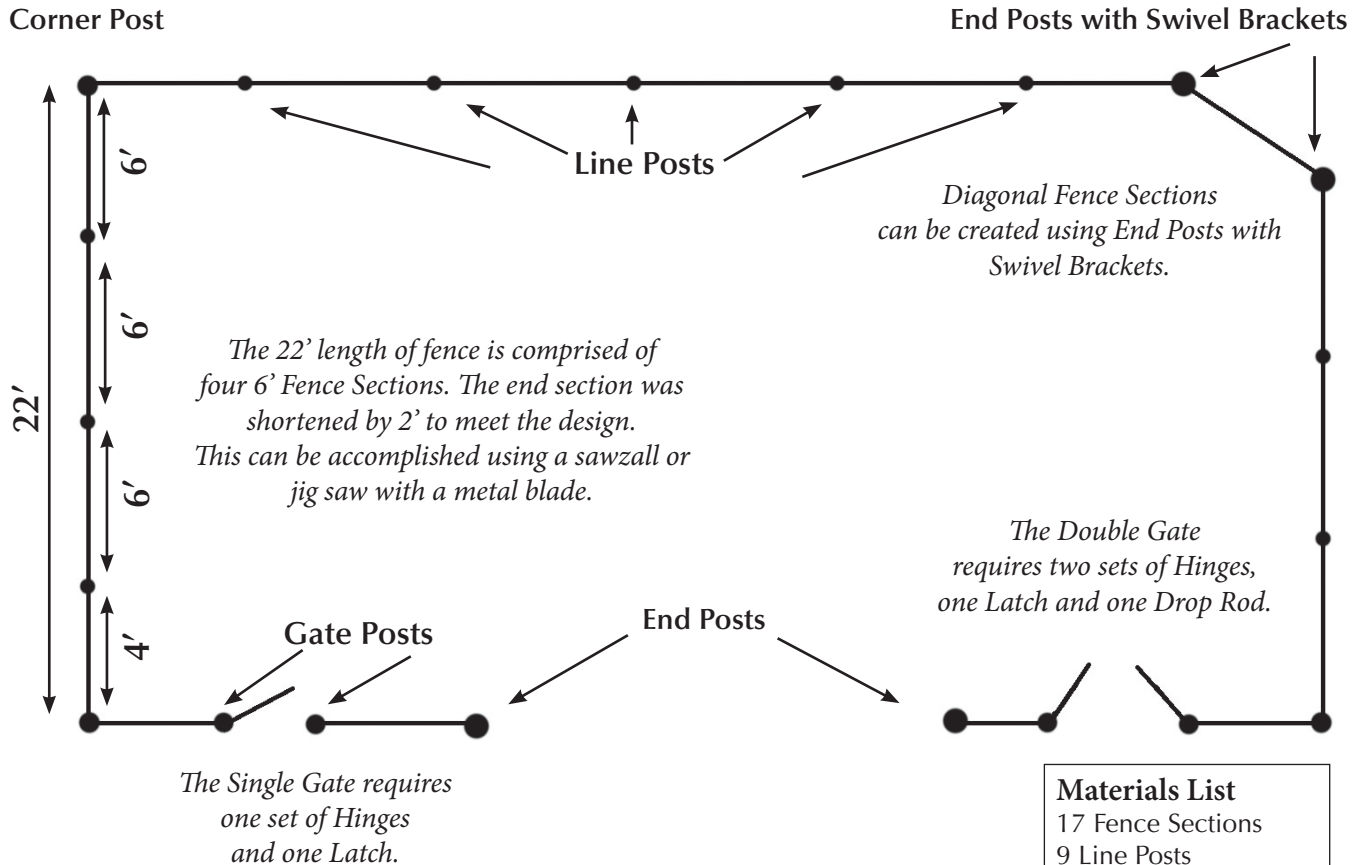 Corner Post
End Posts with Swivel Brackets
Line Posts
6’
6’
6’
4’
22’
Diagonal Fence Sections
can be created using End Posts with
Swivel Brackets.
The 22’ length of fence is comprised of
four 6’ Fence Sections. The end section was
shortened by 2’ to meet the design.
This can be accomplished using a sawzall or
jig saw with a metal blade.
The Double Gate
requires two sets of Hinges,
one Latch and one Drop Rod.
Gate Posts
End Posts
The Single Gate requires
one set of Hinges
and one Latch.
Materials List
17 Fence Sections
9 Line Posts